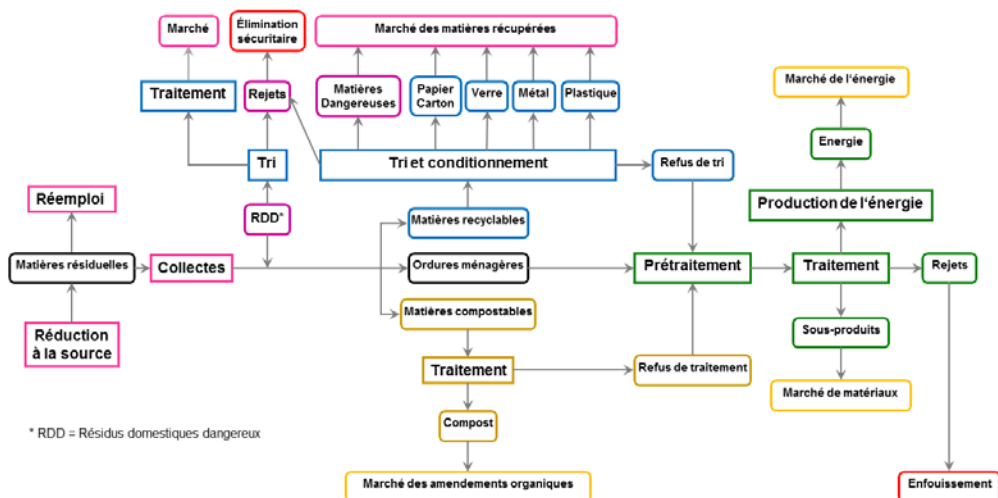 Marché
Élimination
sécuritaire
Marché des matières récupérées
Marché de l'énergie
Traitement
Rejets
Matières
Dangereuses
Papier
Carton
Verre
Métal
Plastique
Energie
Tri
Tri et conditionnement
Refus de tri
Réemploi
RDD*
Matières recyclables
Production de l'énergie
Matières résiduelles
Collectes
Ordures ménagères
Prétraitement
Traitement
Rejets
Matières compostables
Réduction
à la source
Sous-produits
Traitement
Refus de traitement
Marché de matériaux
Compost
* RDD = Résidus domestiques dangereux
Marché des amendements organiques
Enfouissement